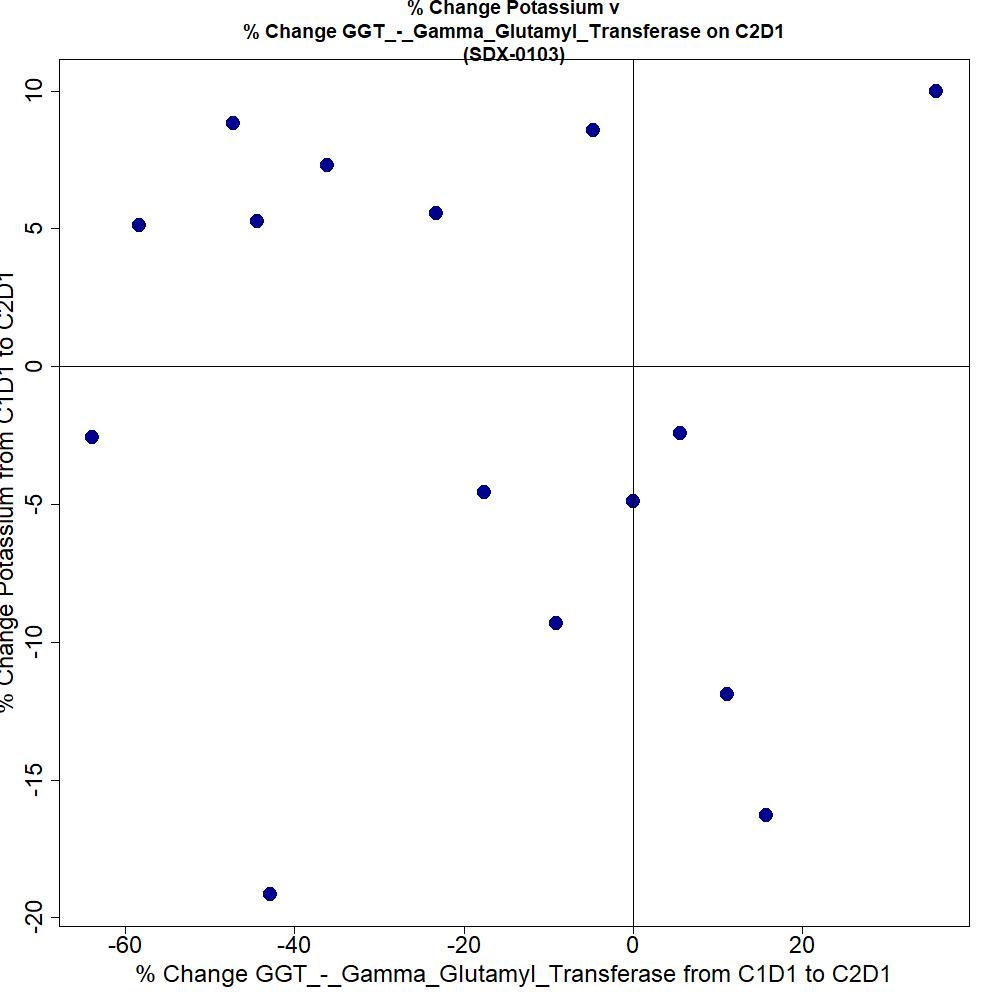 % Change Potassium v
% Change GGT_-_Gamma_Glutamyl_Transferase on C2D1
(SDX-0103)
% Change Potassium from C1D1 to C2D1
10
5
0
-5
-10
-15
-20
-60 -40 -20 0 20
% Change GGT_-_Gamma_Glutamyl_Transferase from C1D1 to C2D1